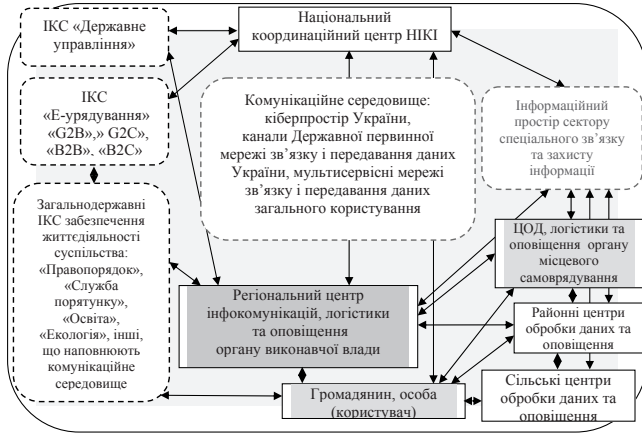 ІКС «Державне
управління»
Національний
координаційний центр НІКІ
ІКС
«Е-урядування»
«G2B»,» G2C»,
«B2B», «B2C»
Комунікаційне середовище:
кіберпростір України,
канали Державної первинної
мережі зв’язку і передавання даних
України, мультисервісні мережі
зв’язку і передавання даних
загального користування
Інформаційний
простір сектору
спеціального зв’язку
та захисту
інформації
Загальнодержавні
ІКС забезпечення
життєдіяльності
суспільства:
«Правопорядок»,
«Служба
порятунку»,
«Освіта»,
«Екологія», інші,
що наповнюють
комунікаційне
середовище
ЦОД, логістики та
оповіщення органу
місцевого
самоврядування
Регіональний центр
інфокомунікацій, логістики
та оповіщення
органу виконавчої влади
Районні центри
обробки даних та
оповіщення
Громадянин, особа
(користувач)
Сільські центри
обробки даних та
оповішення